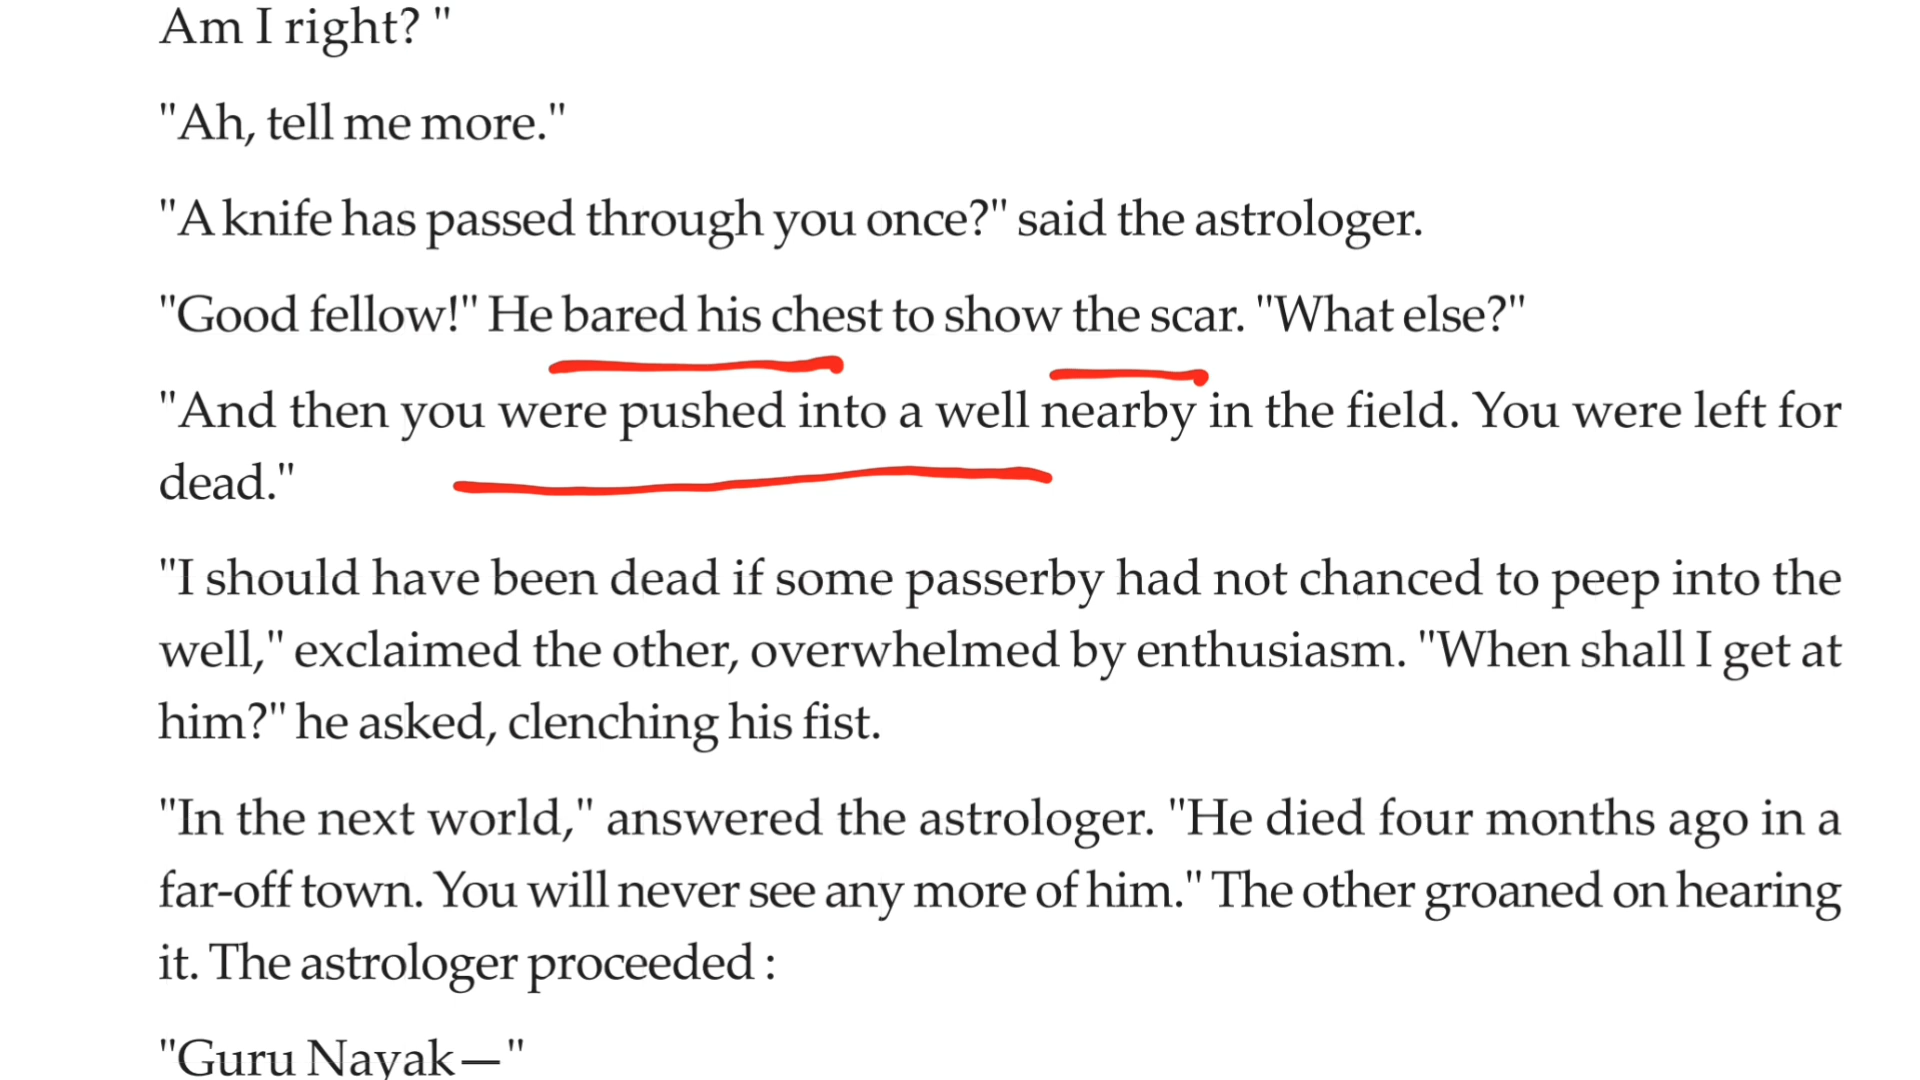 Am I right? "
"Ah, tell me more."
"A knife has passed through you once?" said the astrologer.
"Good fellow!" He bared his chest to show the scar. "What else?"
"And then you were pushed into a well nearby in the field. You were left for
dead."
"I should have been dead if some passerby had not chanced to peep into the
well," exclaimed the other, overwhelmed by enthusiasm. "When shall I get at
him?" he asked, clenching his fist.
"In the next world," answered the astrologer. "He died four months ago in a
far-off town. You will never see any more of him." The other groaned on hearing
it. The astrologer proceeded :
"Guru Nayak—"